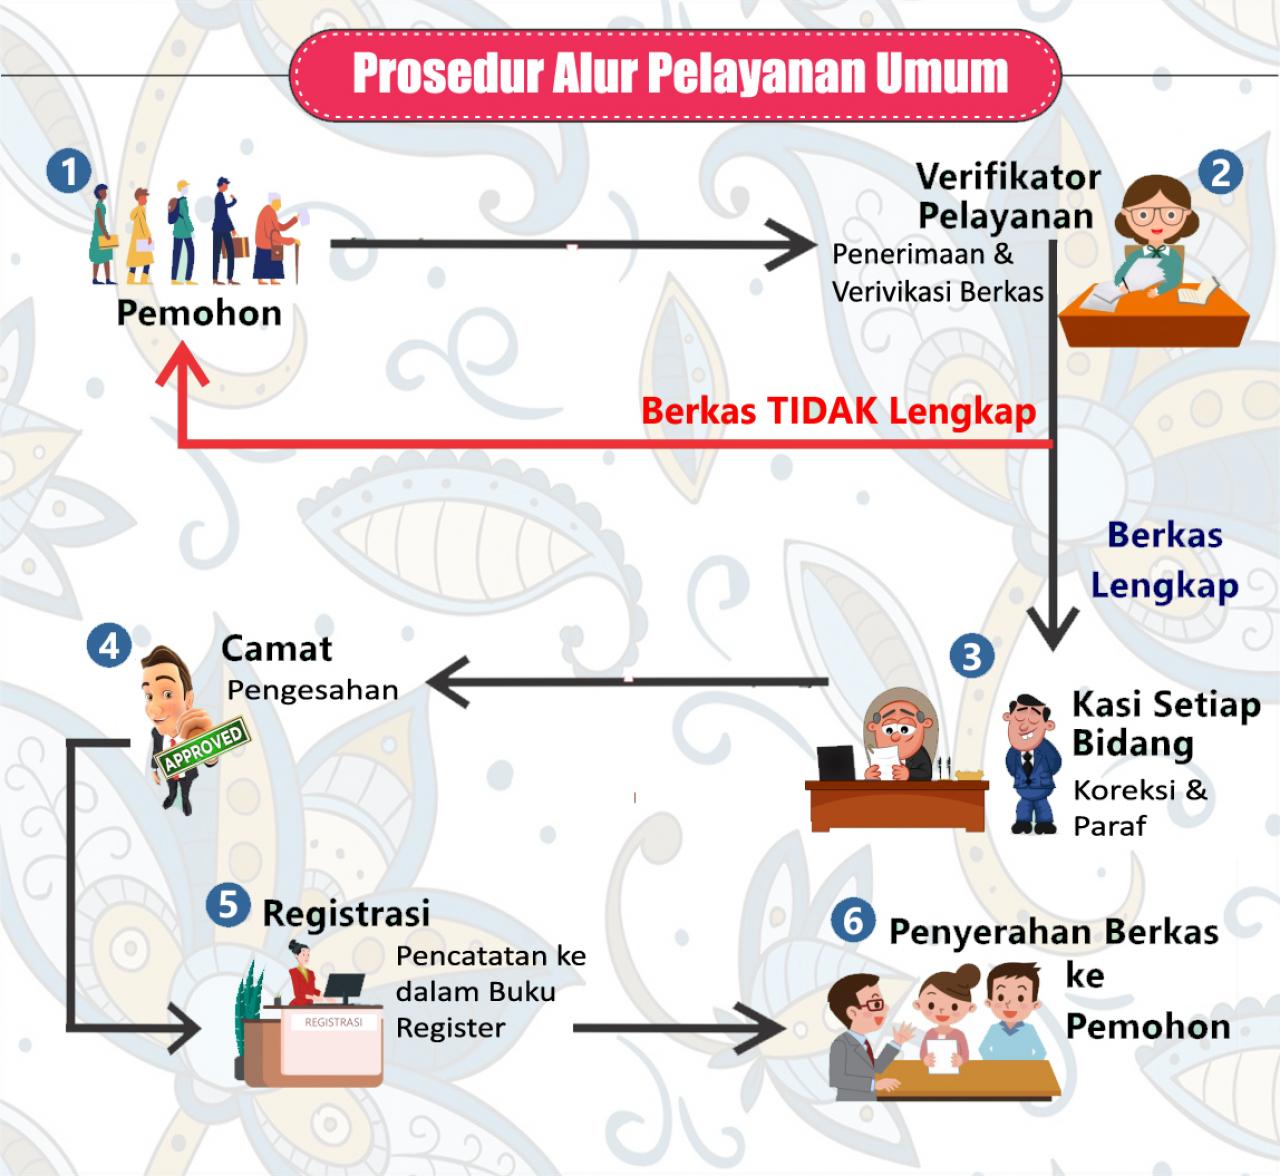 Prosedur Alur Pelayanan Umum
1
Pemohon
2
Verifikator
Pelayanan
Penerimaan &
Verivikasi Berkas
Berkas TIDAK Lengkap
Berkas
Lengkap
3
Kasi Setiap
Bidang
Koreksi &
Paraf
4
Camat
Pengesahan
APPROVED
5
Registrasi
Pencatatan ke
dalam Buku
Register
REGISTRASI
6
Penyerahan Berkas
ke
Pemohon